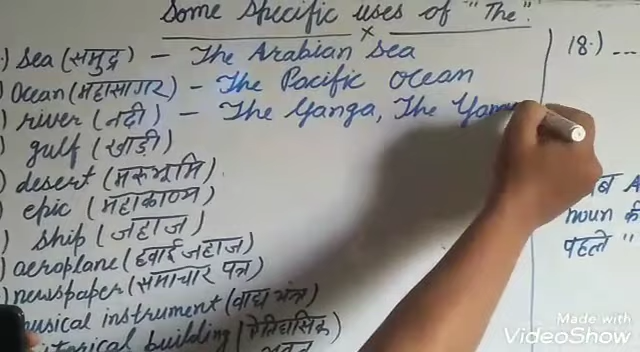 Some specific uses of "The".
×
) Sea (समुद्र) – The Arabian Sea
) Ocean (महासागर) – The Pacific Ocean
) river (नदी) – The Ganga, The
) gulf (खाड़ी)
) desert (मरुभूमि)
) epic (महाकाव्य)
) Ship (जहाज)
) aeroplane (हवाई जहाज)
) newspaper (समाचार पत्र)
musical instrument (वाद्य यंत्र)
historical building (ऐतिहासिक
18.) ---
noun
पहले "
Made with
VideoShow